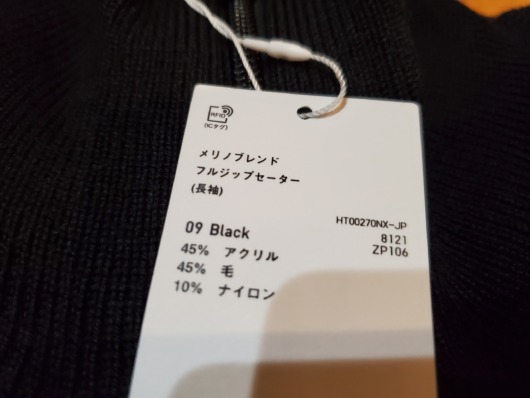 RFID
(ICタグ)
メリノブレンド
フルジップセーター
(長袖)
HT00270NX-JP
09 Black
8121
45% アクリル
ZP106
45% 毛
10% ナイロン